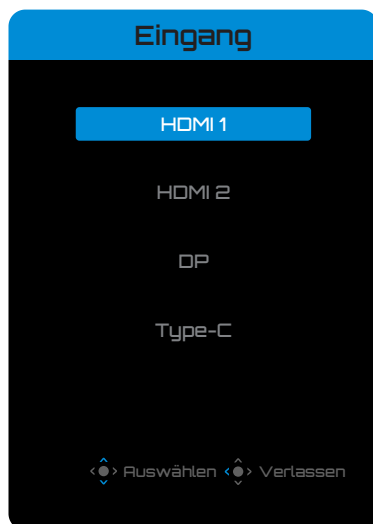 Eingang
HDMI 1
HDMI 2
DP
Type-C
Auswählen Verlassen